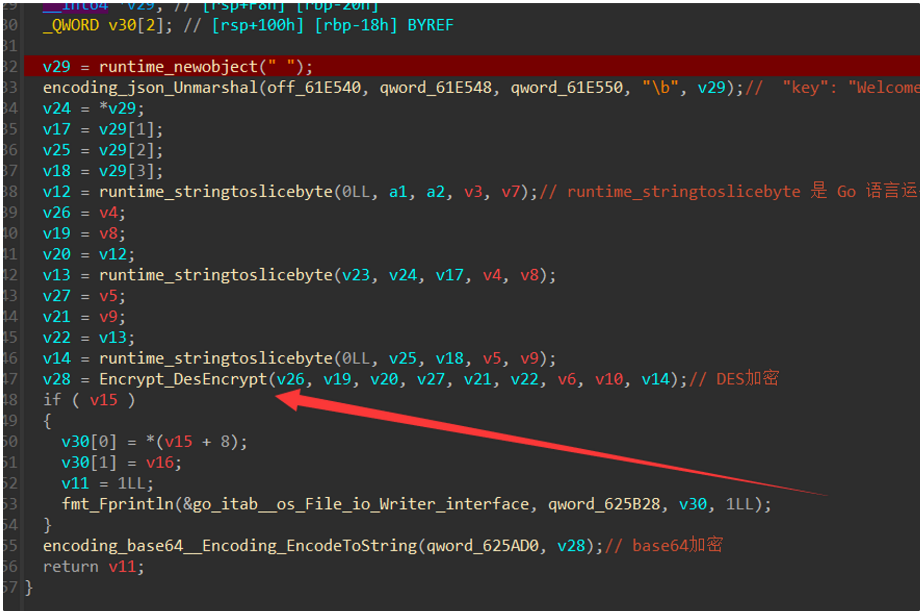 29 __int64 *v29; // [rsp+F8h] [rbp-20h]
30 _QWORD v30[2]; // [rsp+100h] [rbp-18h] BYREF
31
32 v29 = runtime_newobject(" ");
33 encoding_json_Unmarshal(off_61E540, qword_61E548, qword_61E550, "\b", v29);// "key": "Welcome
34 v24 = *v29;
35 v17 = v29[1];
36 v25 = v29[2];
37 v18 = v29[3];
38 v12 = runtime_stringtoslicebyte(0LL, a1, a2, v3, v7);// runtime_stringtoslicebyte 是 Go 语言运
39 v26 = v4;
40 v19 = v8;
41 v20 = v12;
42 v13 = runtime_stringtoslicebyte(v23, v24, v17, v4, v8);
43 v27 = v5;
44 v21 = v9;
45 v22 = v13;
46 v14 = runtime_stringtoslicebyte(0LL, v25, v18, v5, v9);
47 v28 = Encrypt_DesEncrypt(v26, v19, v20, v27, v21, v22, v6, v10, v14);// DES加密
48 if ( v15 )
49 {
50 v30[0] = *(v15 + 8);
51 v30[1] = v16;
52 v11 = 1LL;
53 fmt_Fprintln(&go_itab__os_File_io_Writer_interface, qword_625B28, v30, 1LL);
54 }
55 encoding_base64__Encoding_EncodeToString(qword_625AD0, v28);// base64加密
56 return v11;
57 }